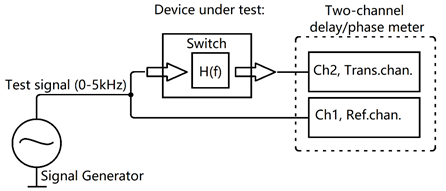 Device under test:
Two-channel
delay/phase meter
Switch
H(f)
Test signal (0-5kHz)
Ch2, Trans.chan.
Ch1, Ref.chan.
Signal Generator